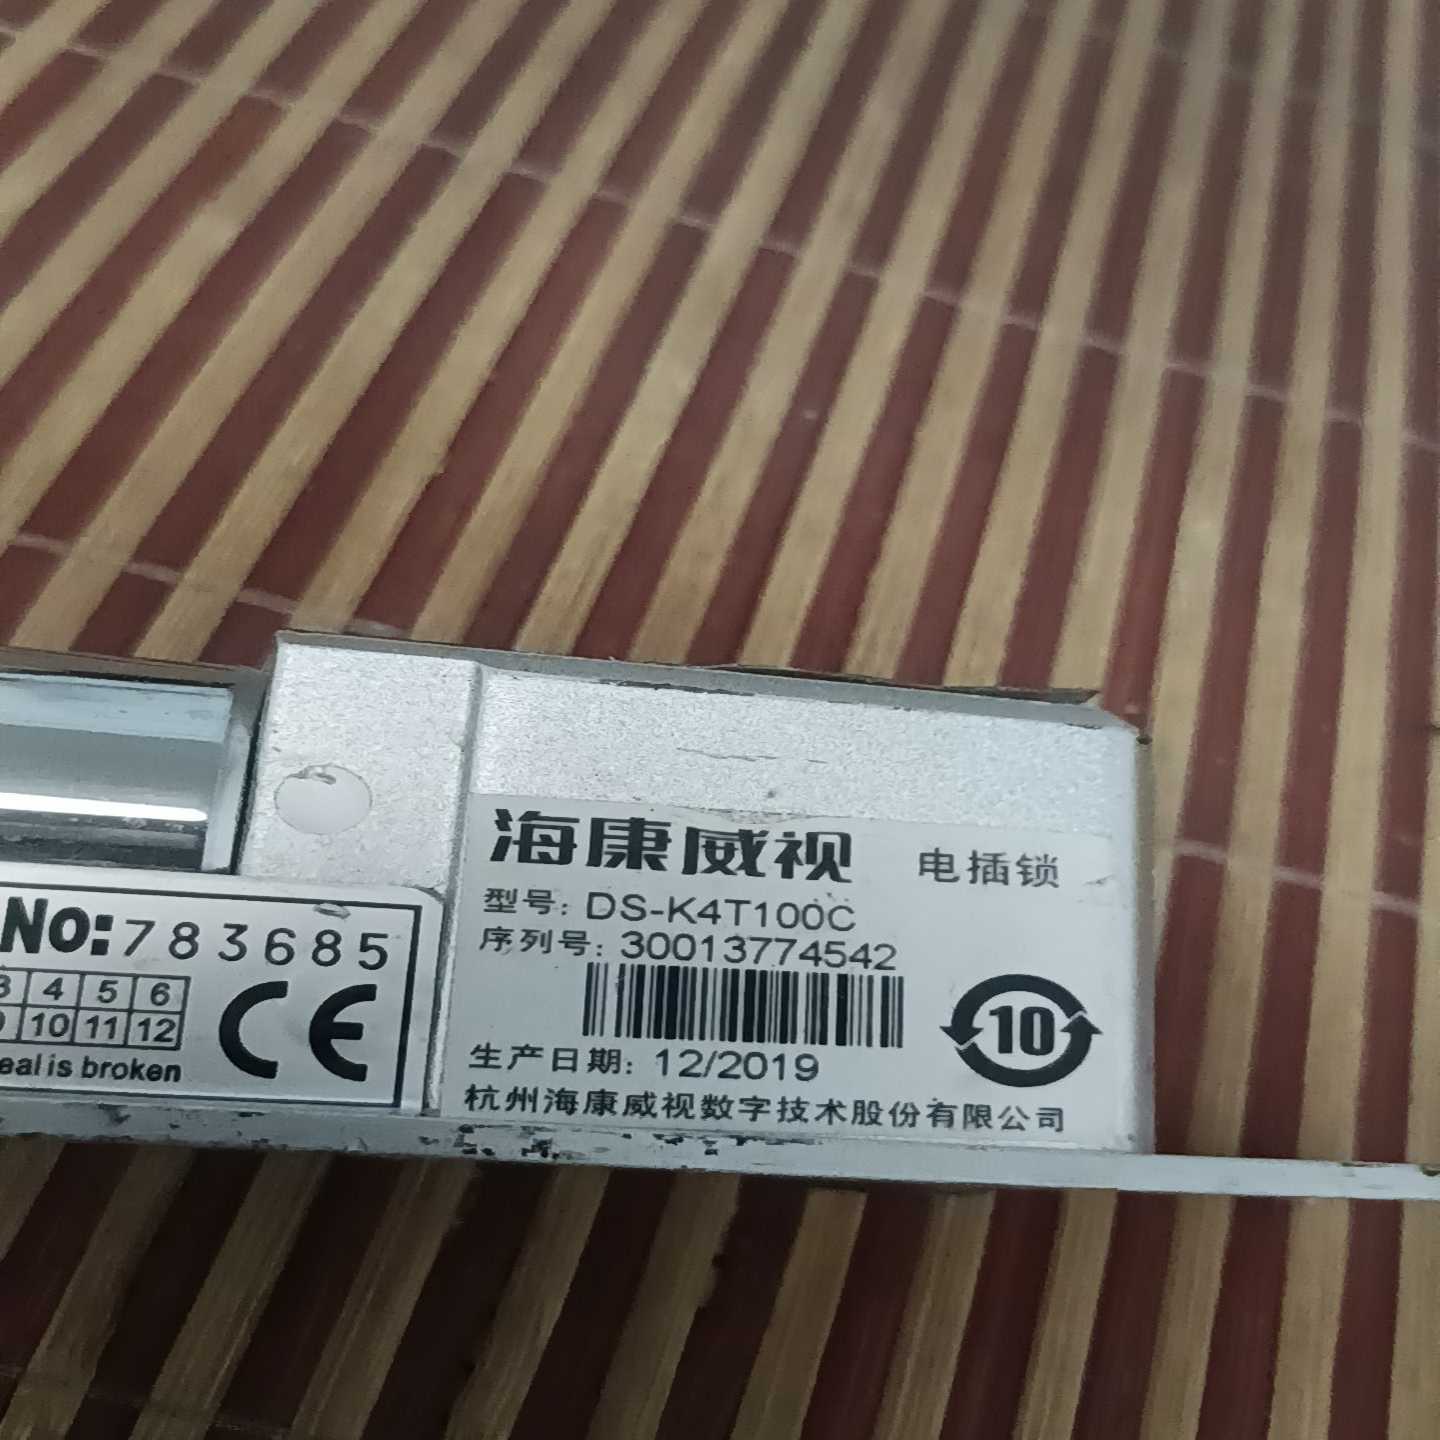 No:783685
3 4 5 6
9 10 11 12
eal is broken
CE
海康威视 电插锁
型号: DS-K4T100C
序列号: 30013774542
10
生产日期: 12/2019
杭州海康威视数字技术股份有限公司